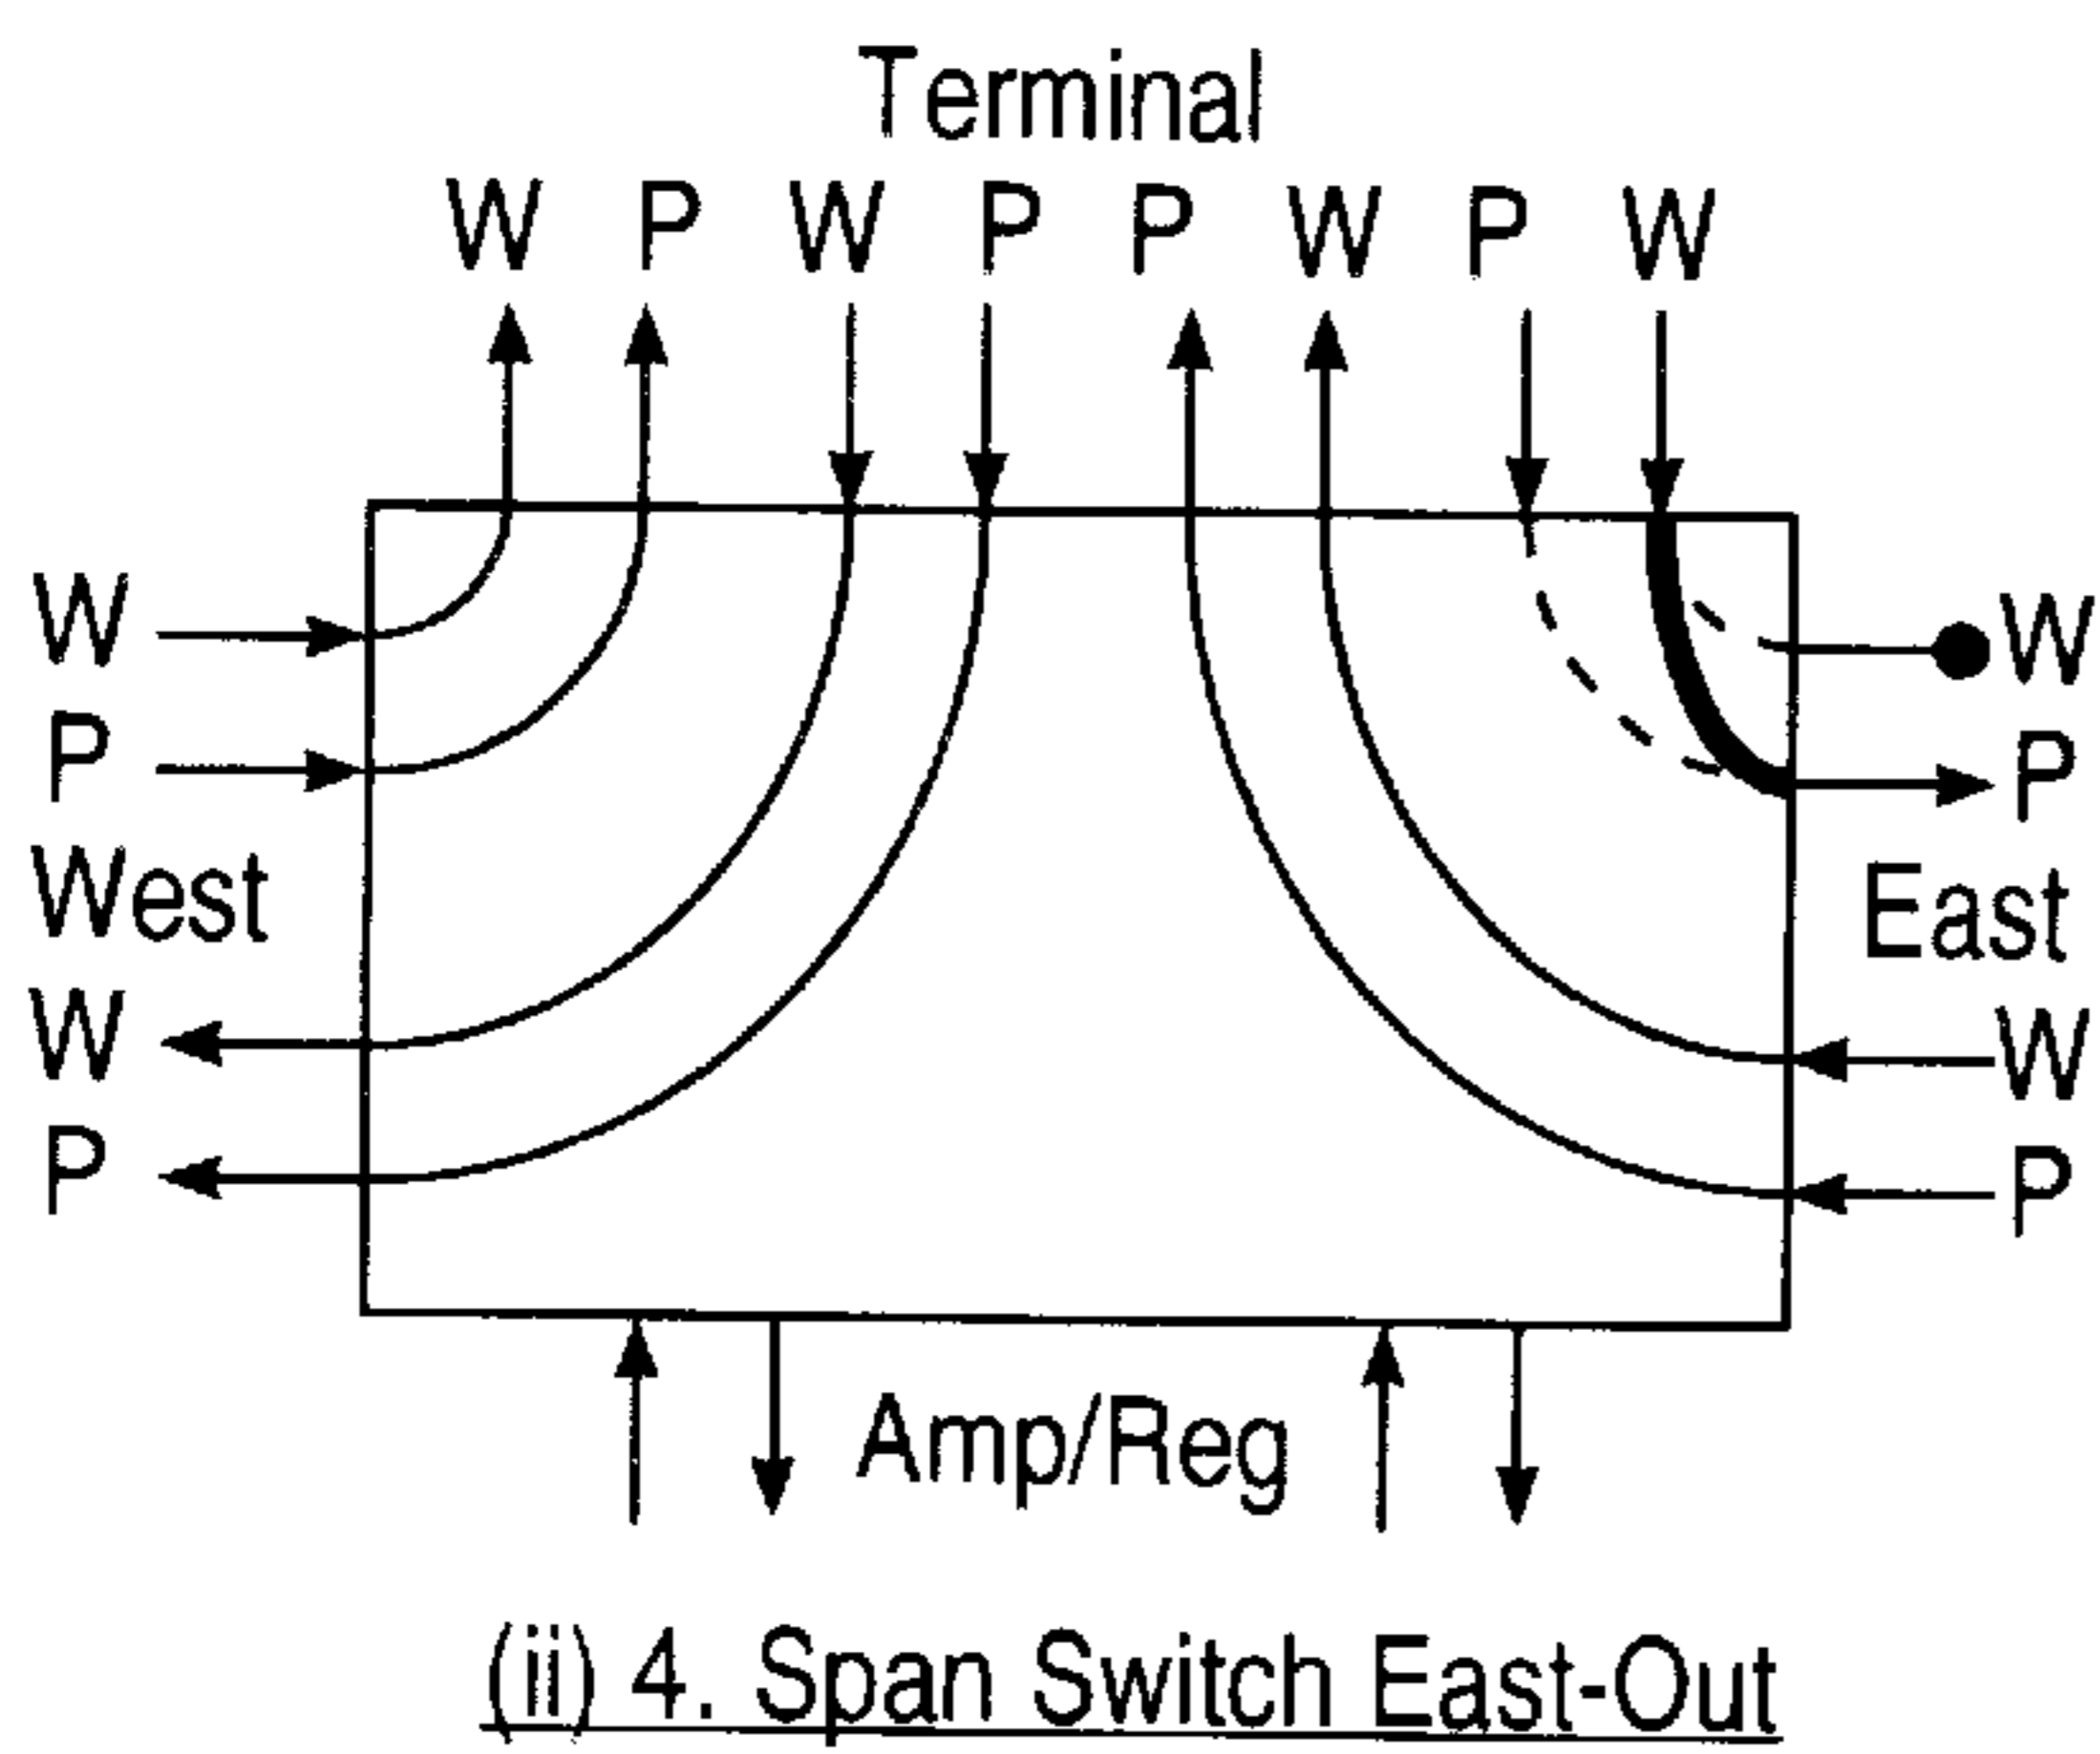 Terminal
W P W P P W P W
W W
P P
West East
W W
P P
Amp/Reg
(ii) 4. Span Switch East-Out